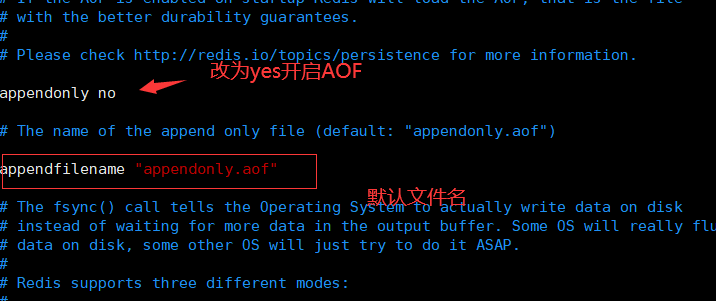 # If the AOF is enabled on startup Redis will load the AOF, that is the file
# with the better durability guarantees.
#
# Please check http://redis.io/topics/persistence for more information.
改为yes开启AOF
appendonly no
# The name of the append only file (default: "appendonly.aof")
appendfilename "appendonly.aof"
默认文件名
# The fsync() call tells the Operating System to actually write data on disk
# instead of waiting for more data in the output buffer. Some OS will really flu
# data on disk, some other OS will just try to do it ASAP.
#
# Redis supports three different modes:
#